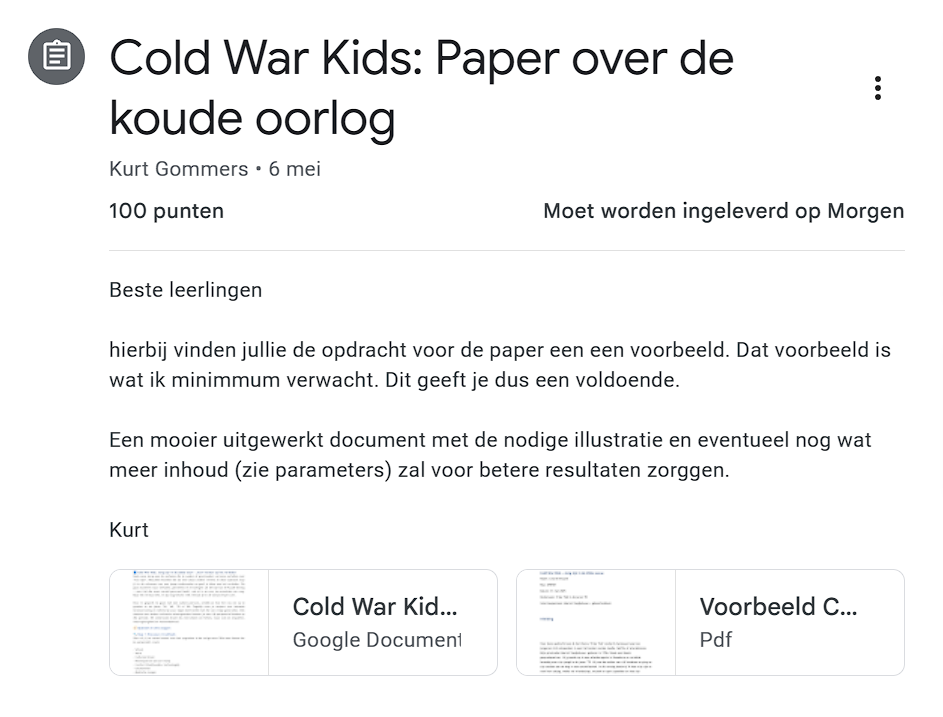 Cold War Kids: Paper over de
koude oorlog
Kurt Gommers • 6 mei
100 punten
Moet worden ingeleverd op Morgen
Beste leerlingen
hierbij vinden jullie de opdracht voor de paper een een voorbeeld. Dat voorbeeld is
wat ik minimmum verwacht. Dit geeft je dus een voldoende.
Een mooier uitgewerkt document met de nodige illustratie en eventueel nog wat
meer inhoud (zie parameters) zal voor betere resultaten zorggen.
Kurt
Cold War Kid...
Google Document
Voorbeeld C...
Pdf